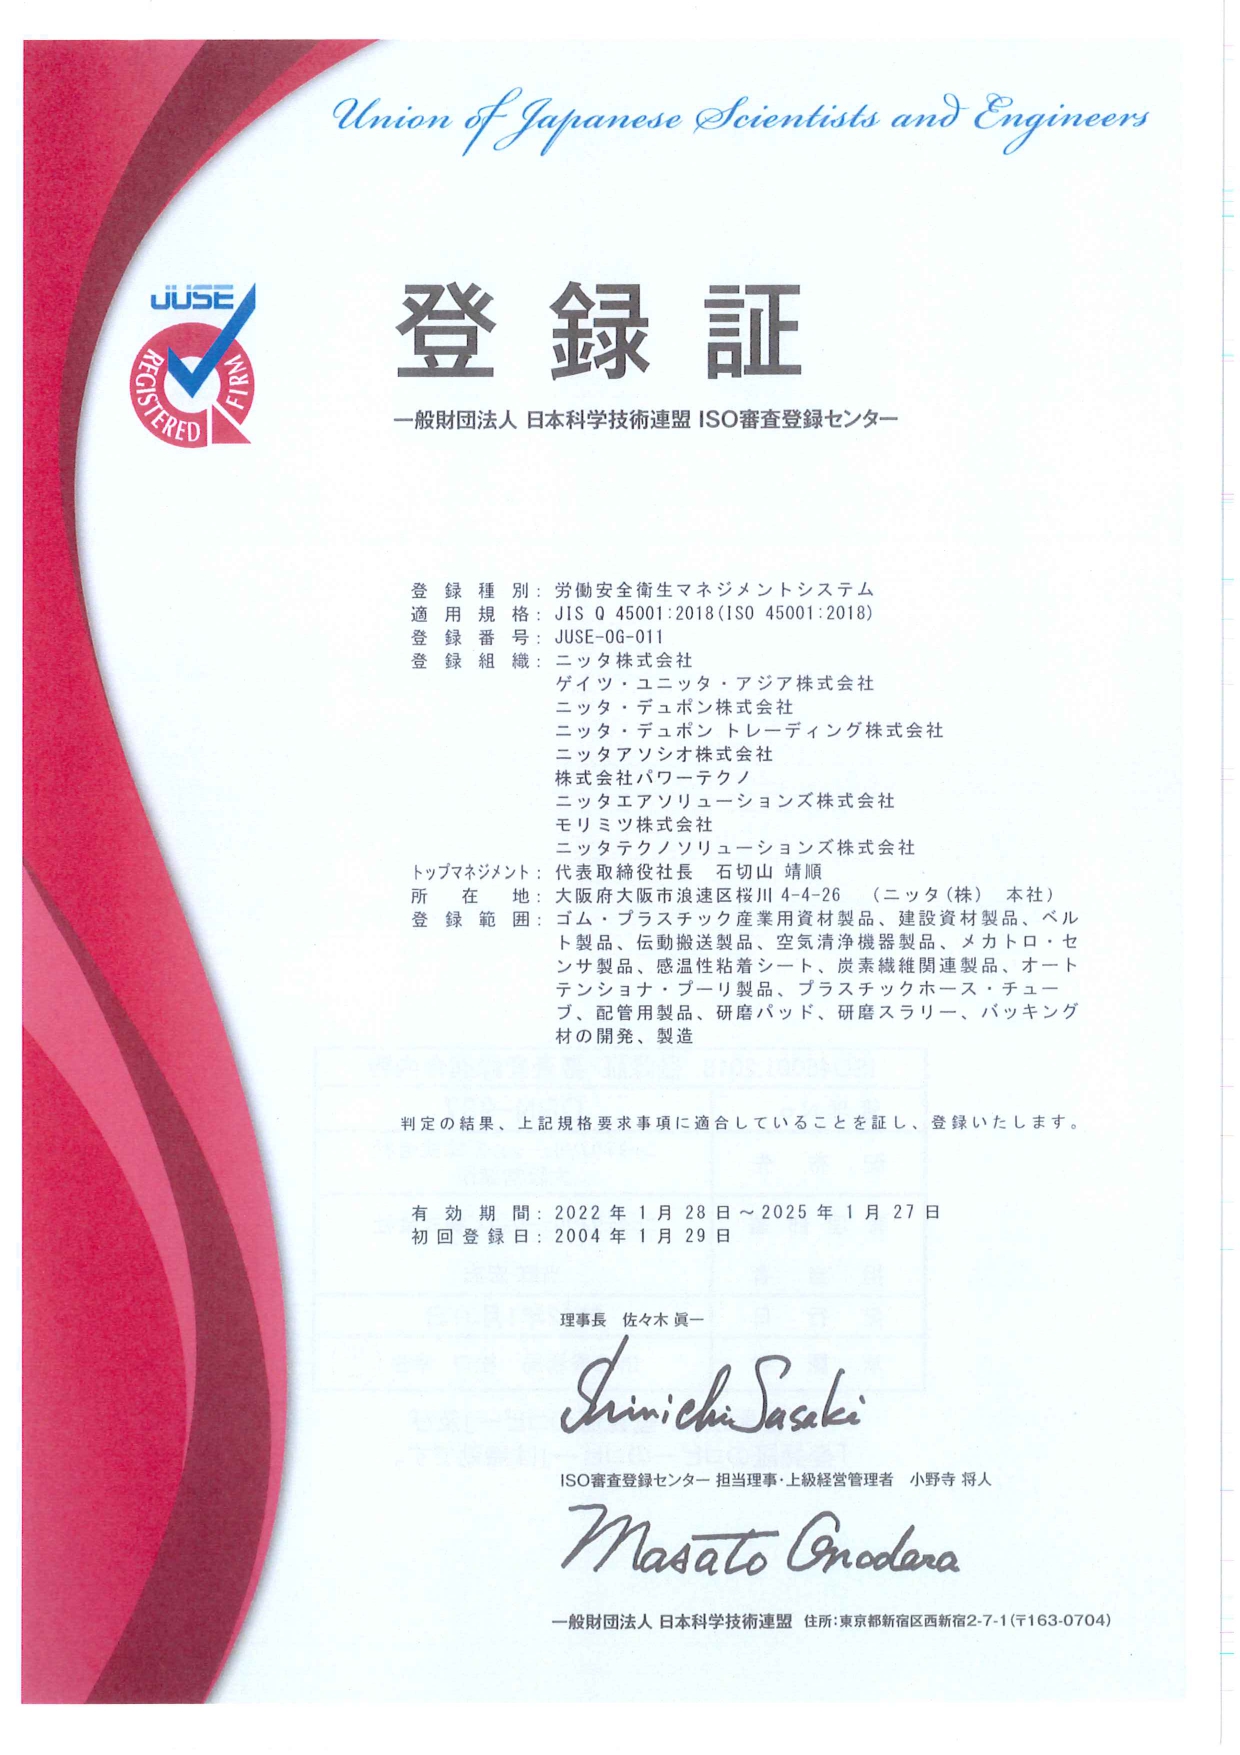 Union of Japanese Scientists and Engineers
JUSE
REGISTERED FIRM
登録証
一般財団法人 日本科学技術連盟 ISO審査登録センター
登録種別: 労働安全衛生マネジメントシステム
適用規格: JIS Q 45001:2018(ISO 45001:2018)
登録番号: JUSE-OG-011
登録組織: ニッタ株式会社
ゲイツ・ユニッタ・アジア株式会社
ニッタ・デュポン株式会社
ニッタ・デュポン トレーディング株式会社
ニッタアソシオ株式会社
株式会社パワーテクノ
ニッタエアソリューションズ株式会社
モリミツ株式会社
ニッタテクノソリューションズ株式会社
トップマネジメント: 代表取締役社長 石切山 靖順
所在地: 大阪府大阪市浪速区桜川 4-4-26 (ニッタ(株) 本社)
登録範囲: ゴム・プラスチック産業用資材製品、建設資材製品、ベル
ト製品、伝動搬送製品、空気清浄機器製品、メカトロ・セ
ンサ製品、感温性粘着シート、炭素繊維関連製品、オート
テンショナ・プーリ製品、プラスチックホース・チュー
ブ、配管用製品、研磨パッド、研磨スラリー、バッキング
材の開発、製造
判定の結果、上記規格要求事項に適合していることを証し、登録いたします。
有効期間: 2022年1月28日～2025年1月27日
初回登録日: 2004年1月29日
理事長 佐々木 眞一
Shinichi Sasaki
ISO審査登録センター 担当理事・上級経営管理者 小野寺 将人
Masato Onodera
一般財団法人 日本科学技術連盟 住所:東京都新宿区西新宿2-7-1(〒163-0704)